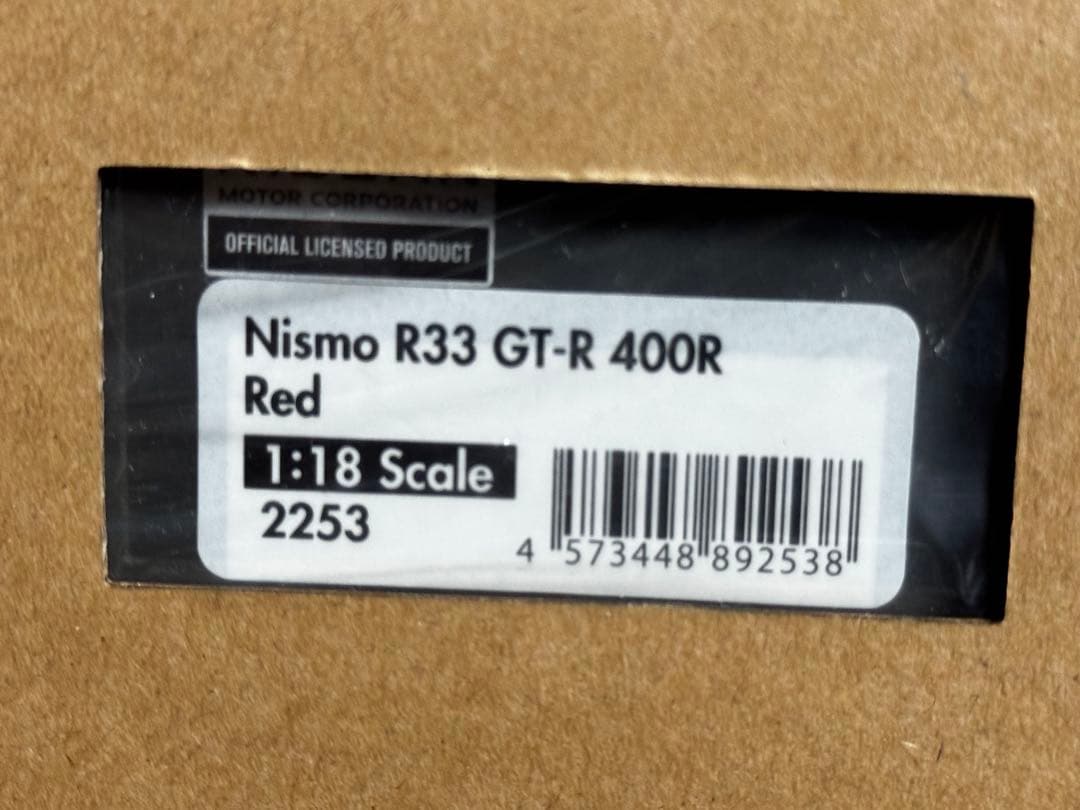 MOTOR CORPORATION
OFFICIAL LICENSED PRODUCT
Nismo R33 GT-R 400R
Red
1:18 Scale
2253
4 573448 892538